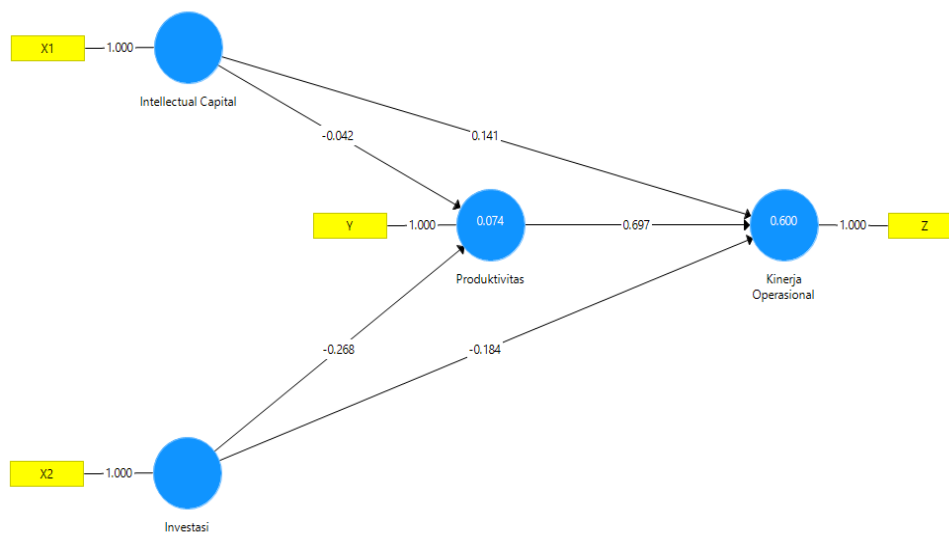 X1
1.000
Intellectual Capital
-0.042
0.141
Y
1.000
0.074
0.697
0.600
1.000
Z
Produktivitas
Kinerja
Operasional
-0.268
-0.184
X2
1.000
Investasi